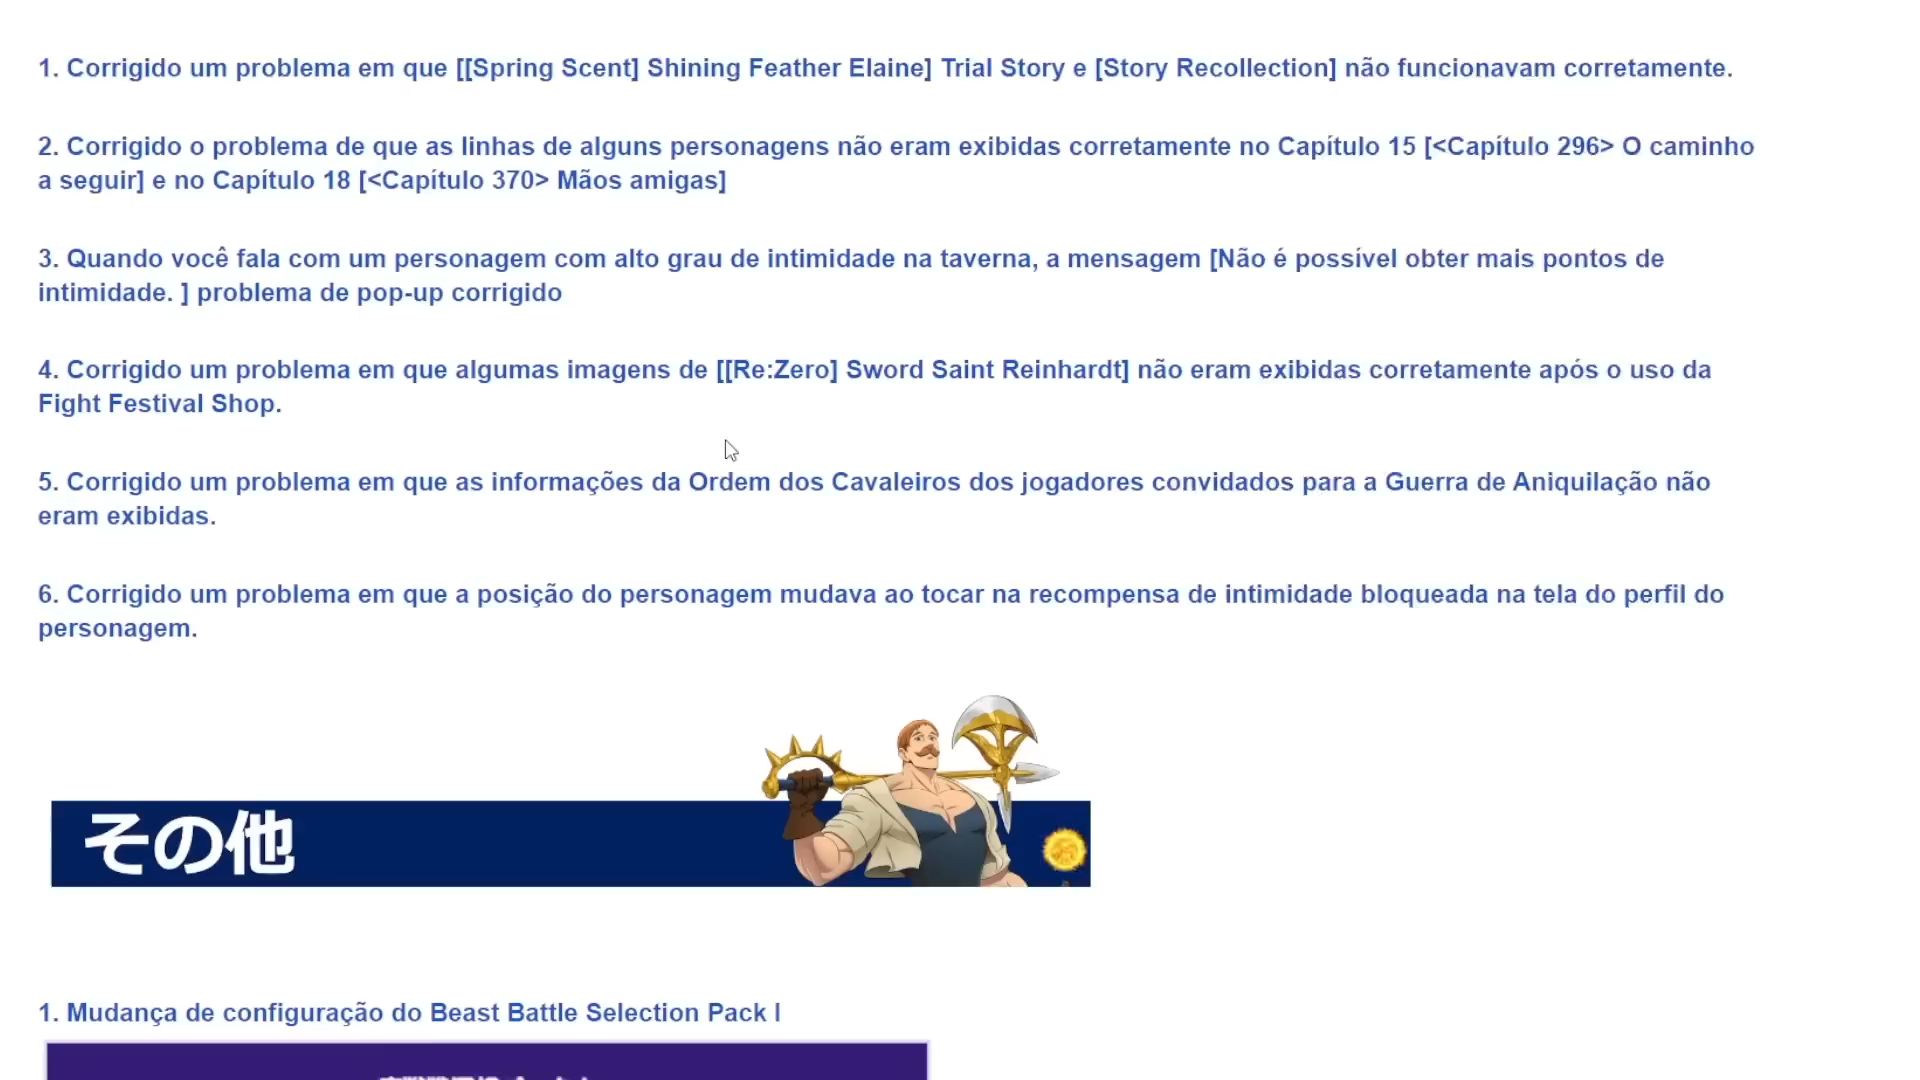 1. Corrigido um problema em que [[Spring Scent] Shining Feather Elaine] Trial Story e [Story Recollection] não funcionavam corretamente.
2. Corrigido o problema de que as linhas de alguns personagens não eram exibidas corretamente no Capítulo 15 [<Capítulo 296> O caminho
a seguir] e no Capítulo 18 [<Capítulo 370> Mãos amigas]
3. Quando você fala com um personagem com alto grau de intimidade na taverna, a mensagem [Não é possível obter mais pontos de
intimidade. ] problema de pop-up corrigido
4. Corrigido um problema em que algumas imagens de [[Re:Zero] Sword Saint Reinhardt] não eram exibidas corretamente após o uso da
Fight Festival Shop.
5. Corrigido um problema em que as informações da Ordem dos Cavaleiros dos jogadores convidados para a Guerra de Aniquilação não
eram exibidas.
6. Corrigido um problema em que a posição do personagem mudava ao tocar na recompensa de intimidade bloqueada na tela do perfil do
personagem.
その他
1. Mudança de configuração do Beast Battle Selection Pack I